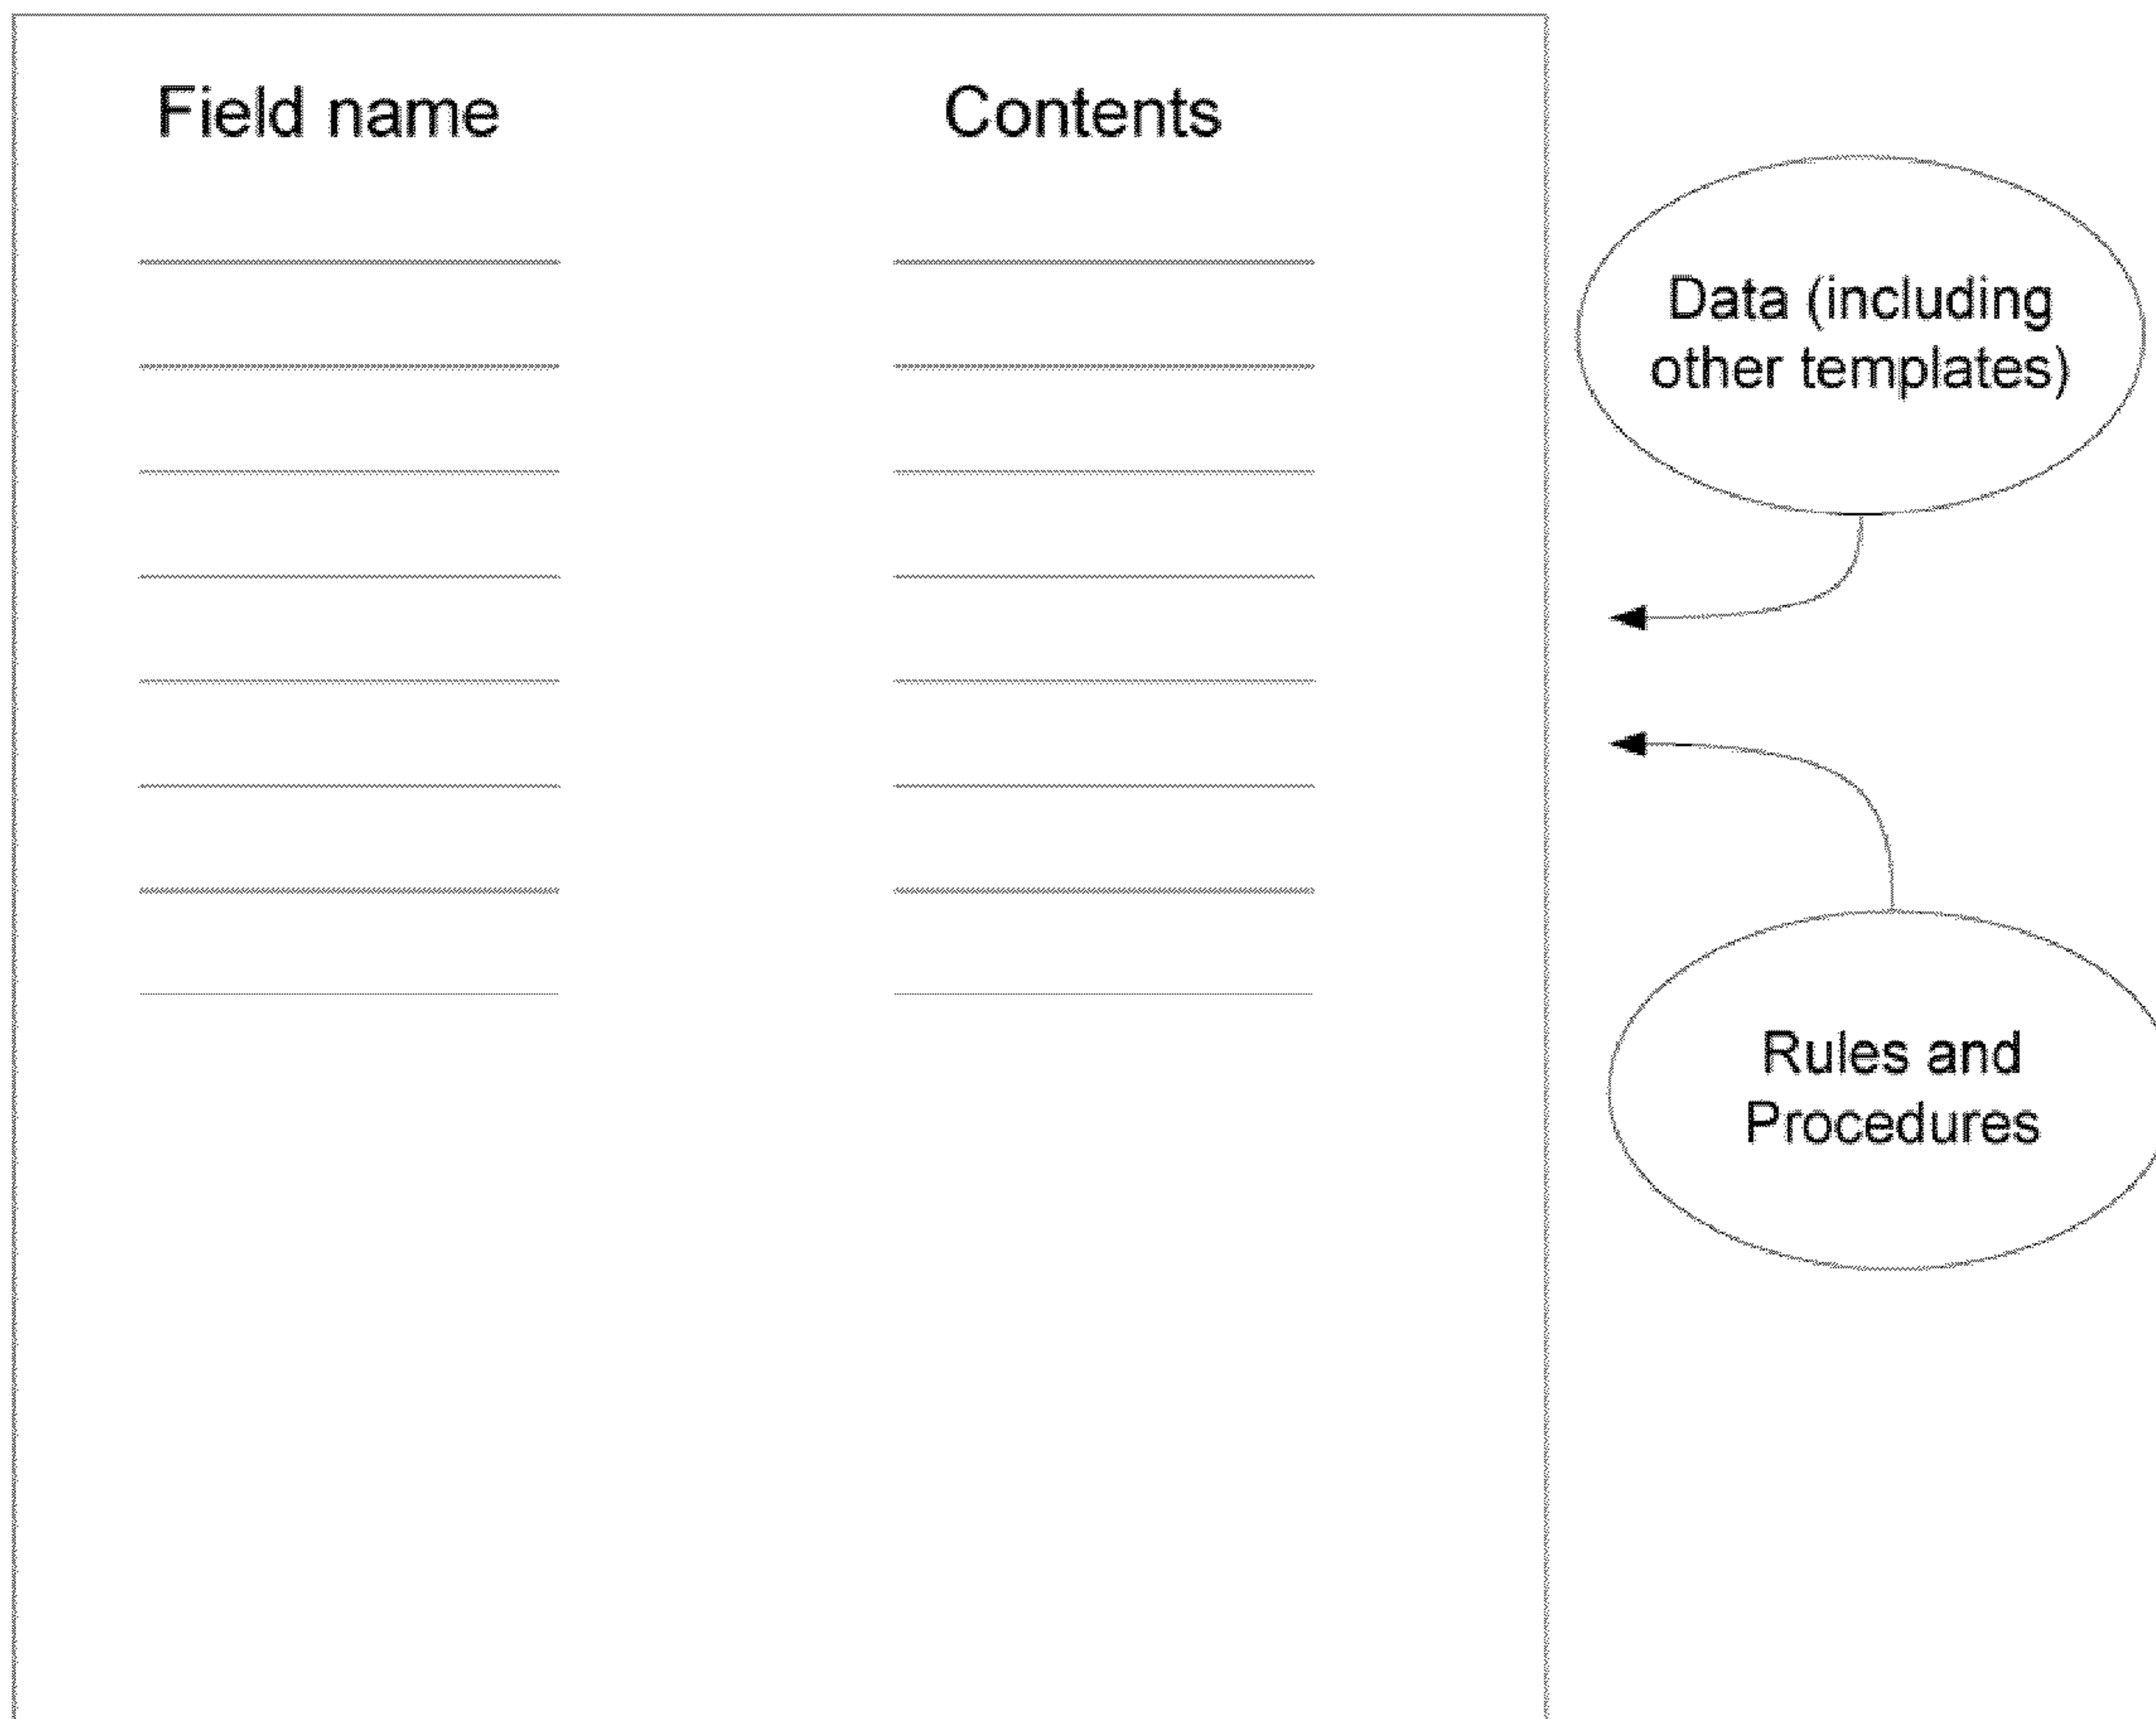 Field name
Contents
Data (including
other templates)
Rules and
Procedures